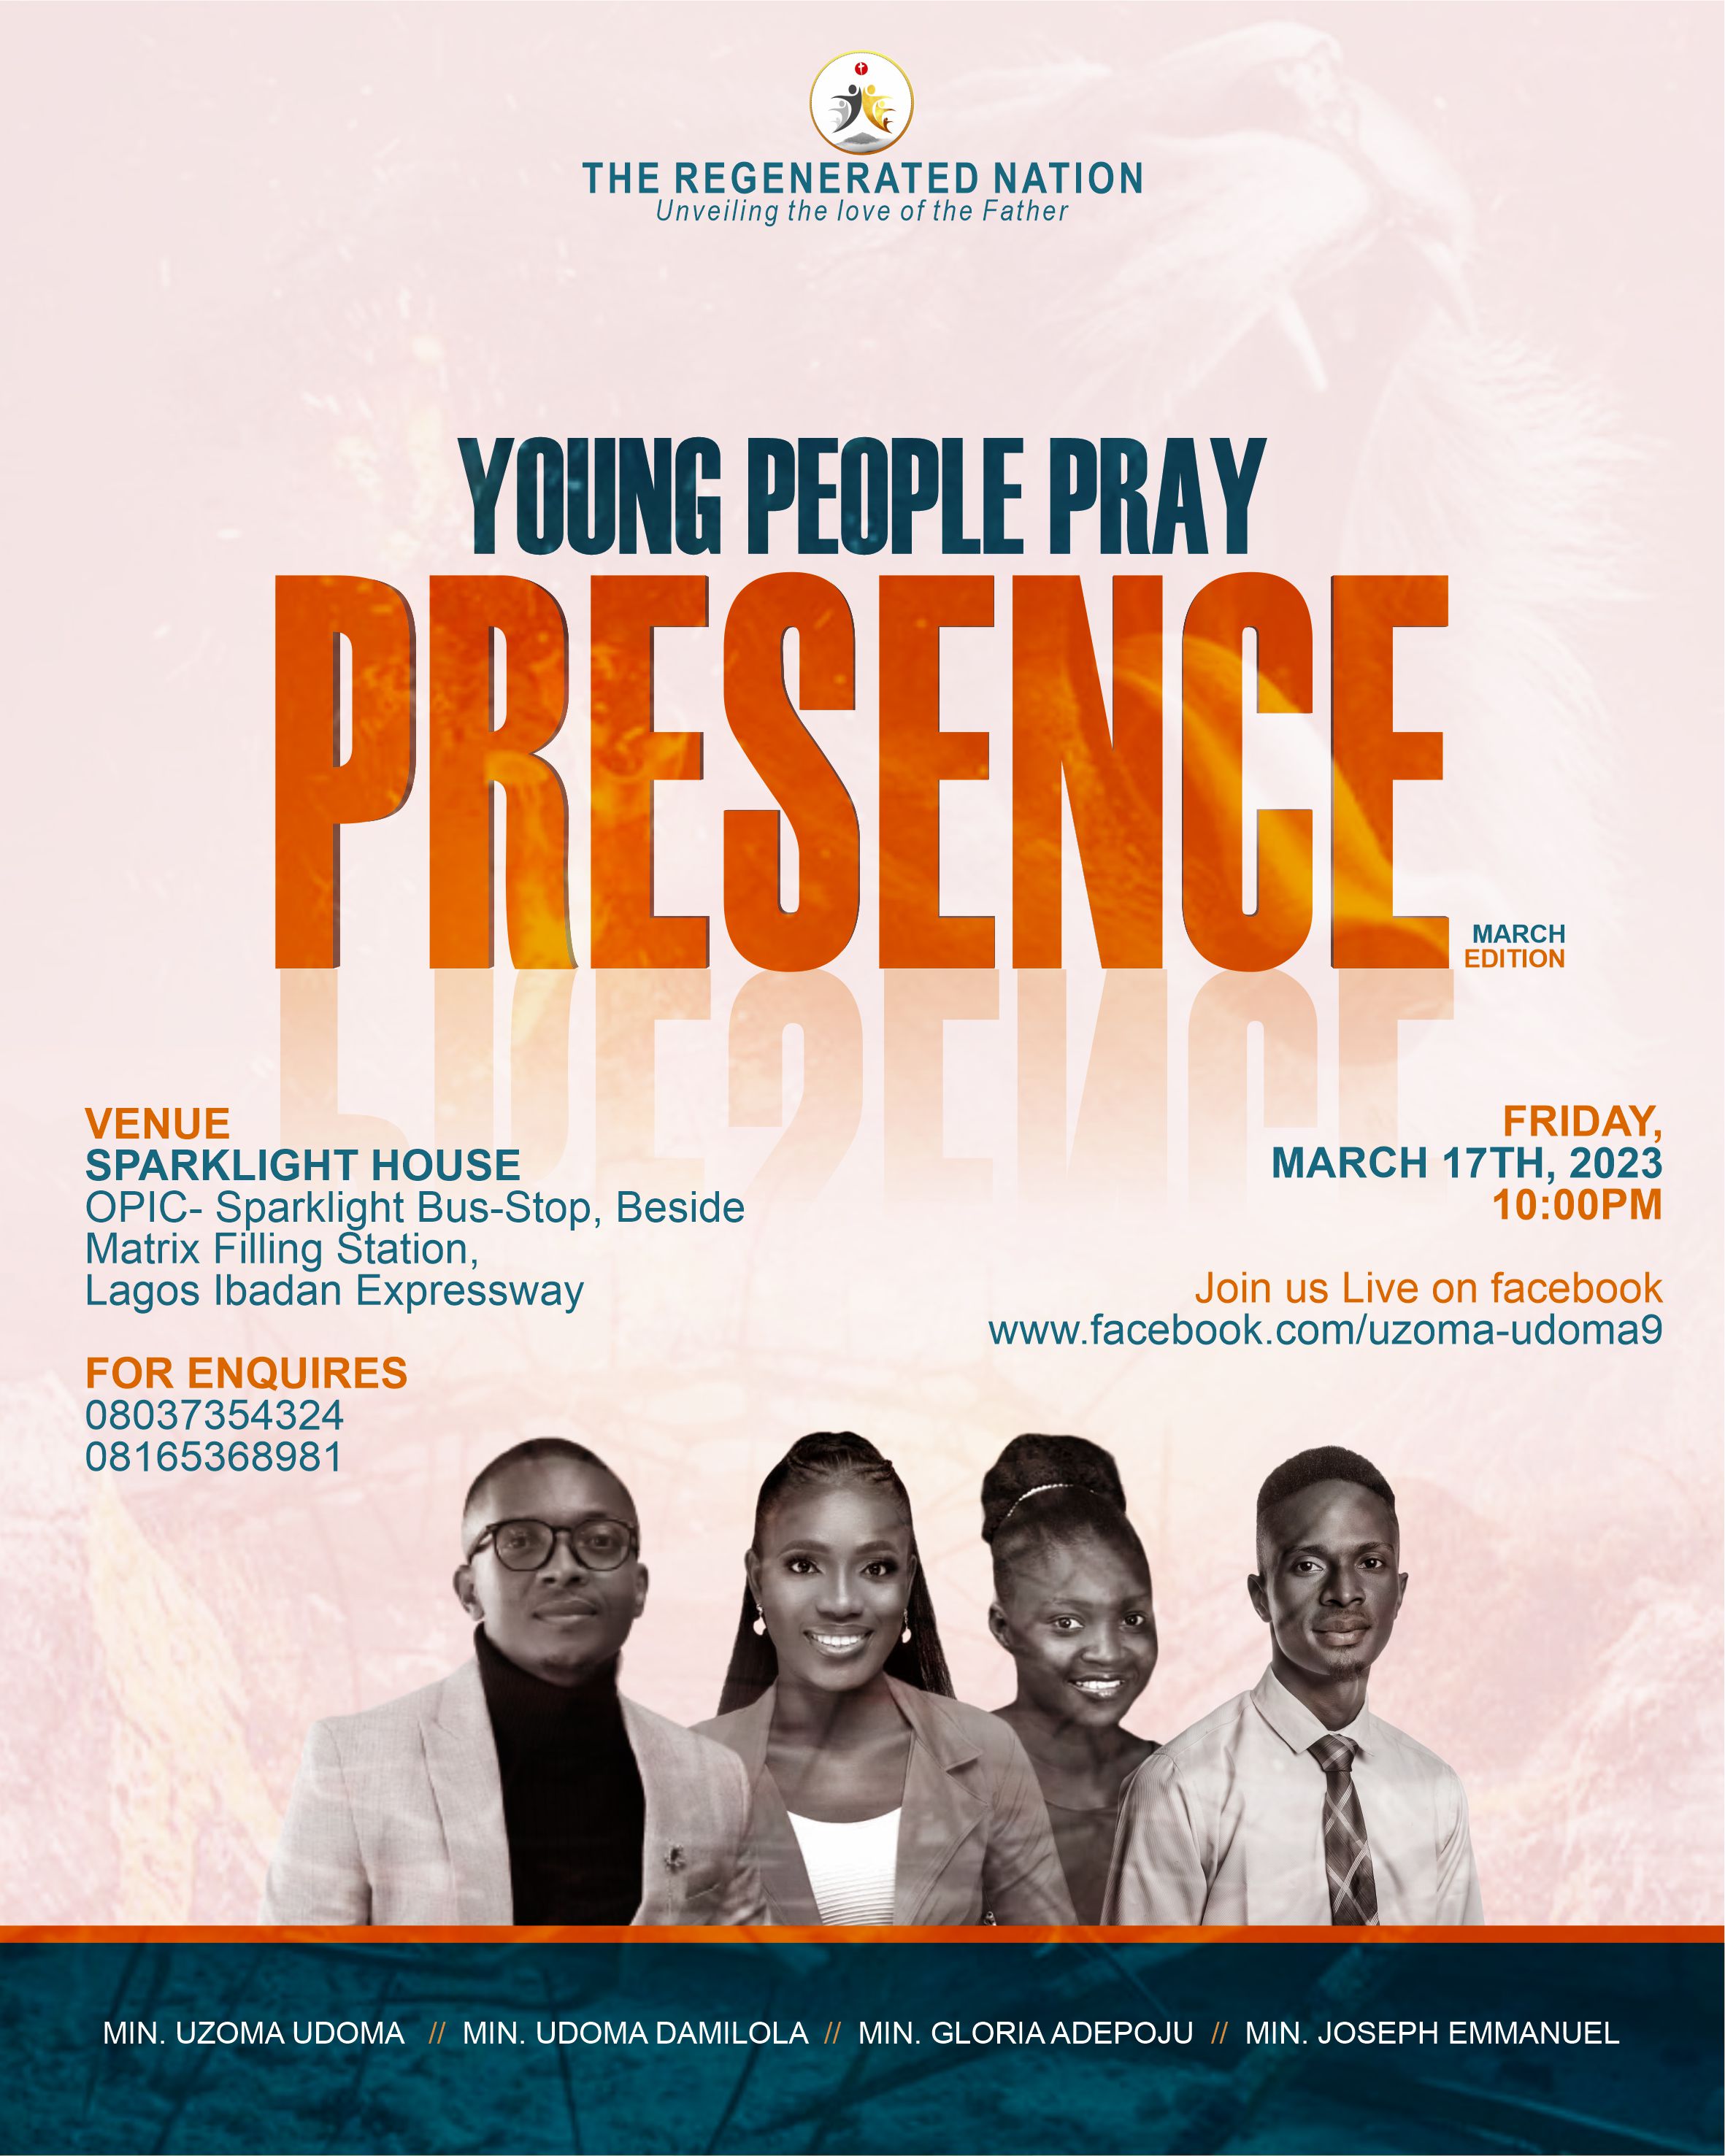 THE REGENERATED NATION
Unveiling the love of the Father
YOUNG PEOPLE PRAY
PRESENCE
MARCH
EDITION
VENUE
SPARKLIGHT HOUSE
OPIC- Sparklight Bus-Stop, Beside
Matrix Filling Station,
Lagos Ibadan Expressway
FOR ENQUIRES
08037354324
08165368981
FRIDAY,
MARCH 17TH, 2023
10:00PM
Join us Live on facebook
www.facebook.com/uzoma-udoma9
MIN. UZOMA UDOMA // MIN. UDOMA DAMILOLA // MIN. GLORIA ADEPOJU // MIN. JOSEPH EMMANUEL